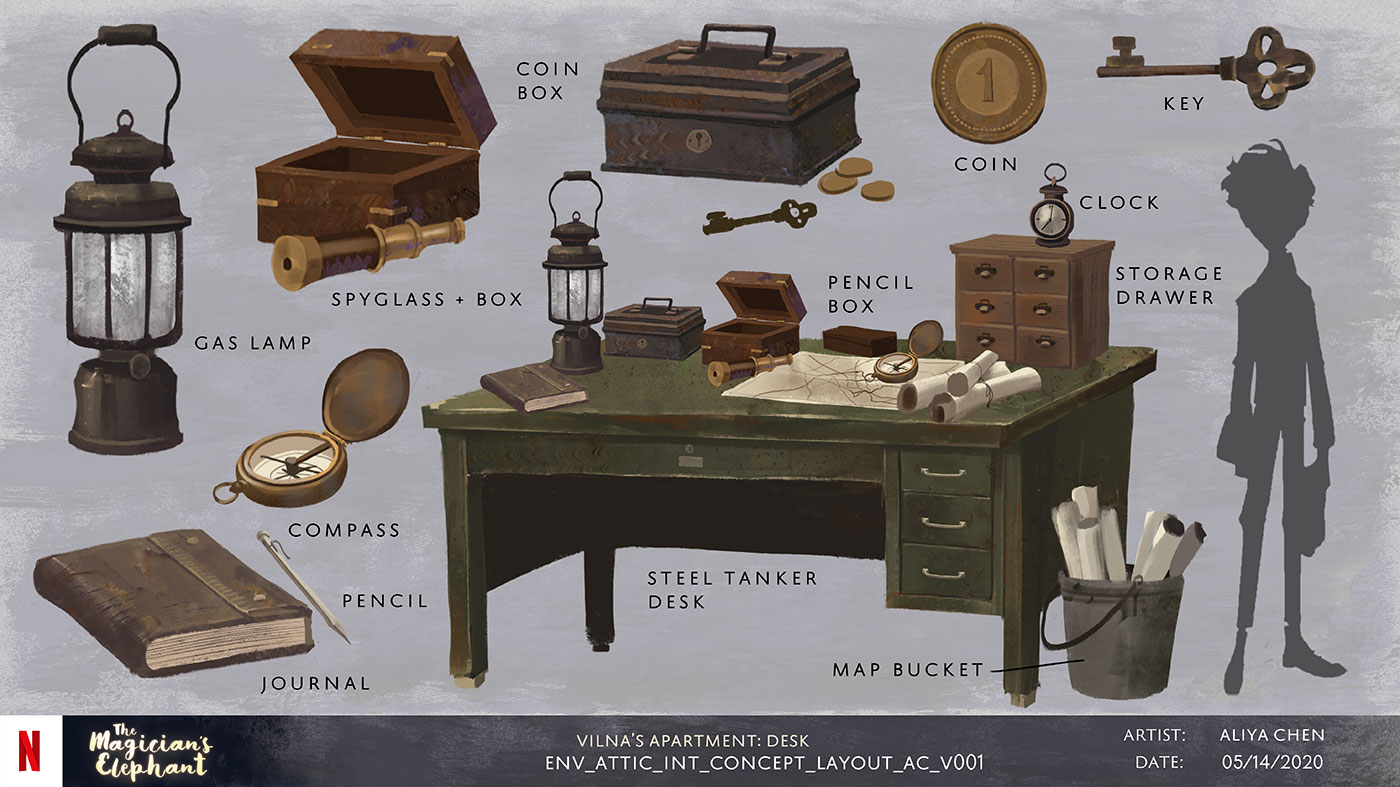 COIN
BOX
1
KEY
COIN
CLOCK
SPYGLASS + BOX
PENCIL
BOX
STORAGE
DRAWER
GAS LAMP
COMPASS
STEEL TANKER
DESK
PENCIL
MAP BUCKET
JOURNAL
N
The
Magician's
Elephant
VILNA'S APARTMENT: DESK
ENV_ATTIC_INT_CONCEPT_LAYOUT_AC_V001
ARTIST: ALIYA CHEN
DATE: 05/14/2020